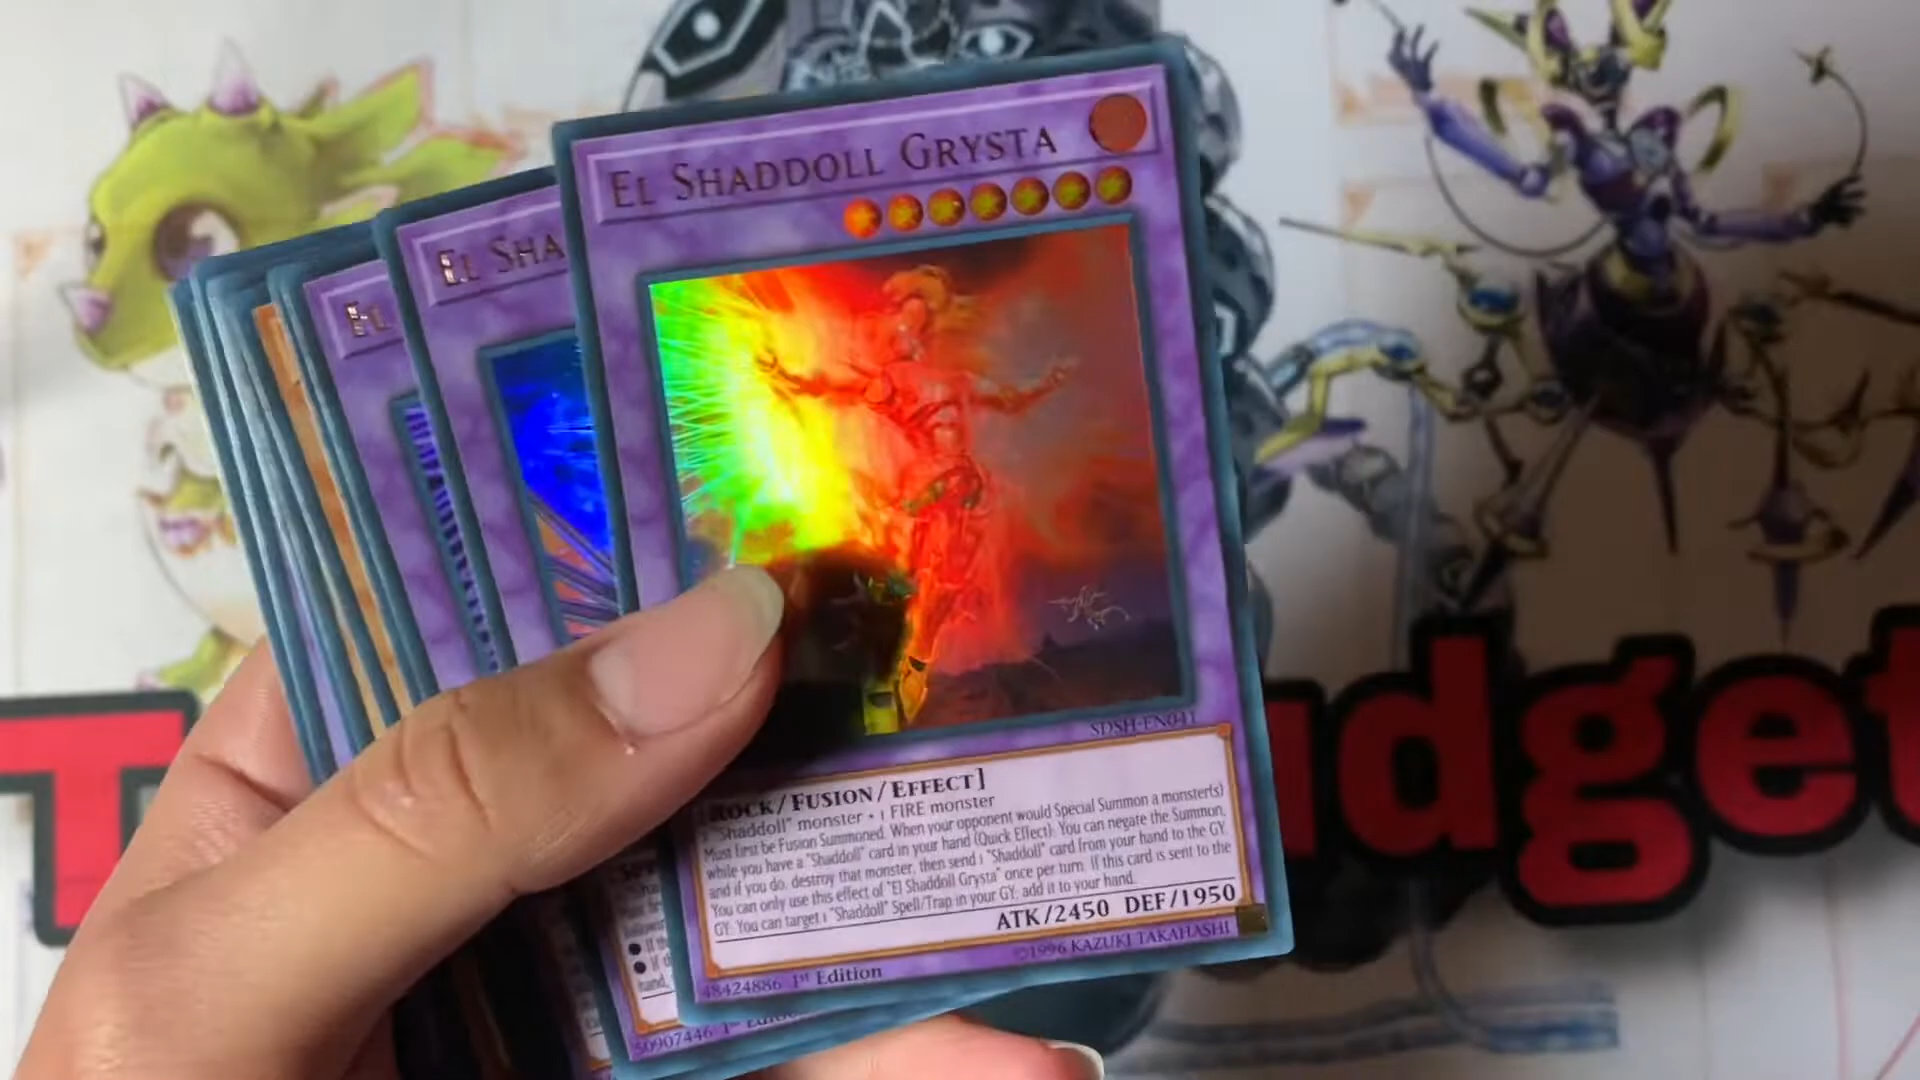 El Shaddoll Grysta
El Sha
El
SDSH-EN041
Rock/Fusion/Effect]
"Shaddoll" monster + 1 FIRE monster
Must first be Fusion Summoned. When your opponent would Special Summon a monster(s)
while you have a "Shaddoll" card in your hand (Quick Effect): You can negate the Summon,
and if you do, destroy that monster, then send 1 "Shaddoll" card from your hand to the GY.
You can only use this effect of "El Shaddoll Grysta" once per turn. If this card is sent to the
GY: You can target 1 "Shaddoll" Spell/Trap in your GY; add it to your hand.
ATK/2450 DEF/1950
48424886 1st Edition
©1996 KAZUKI TAKAHASHI
hand,
50907446 1st
T
udget